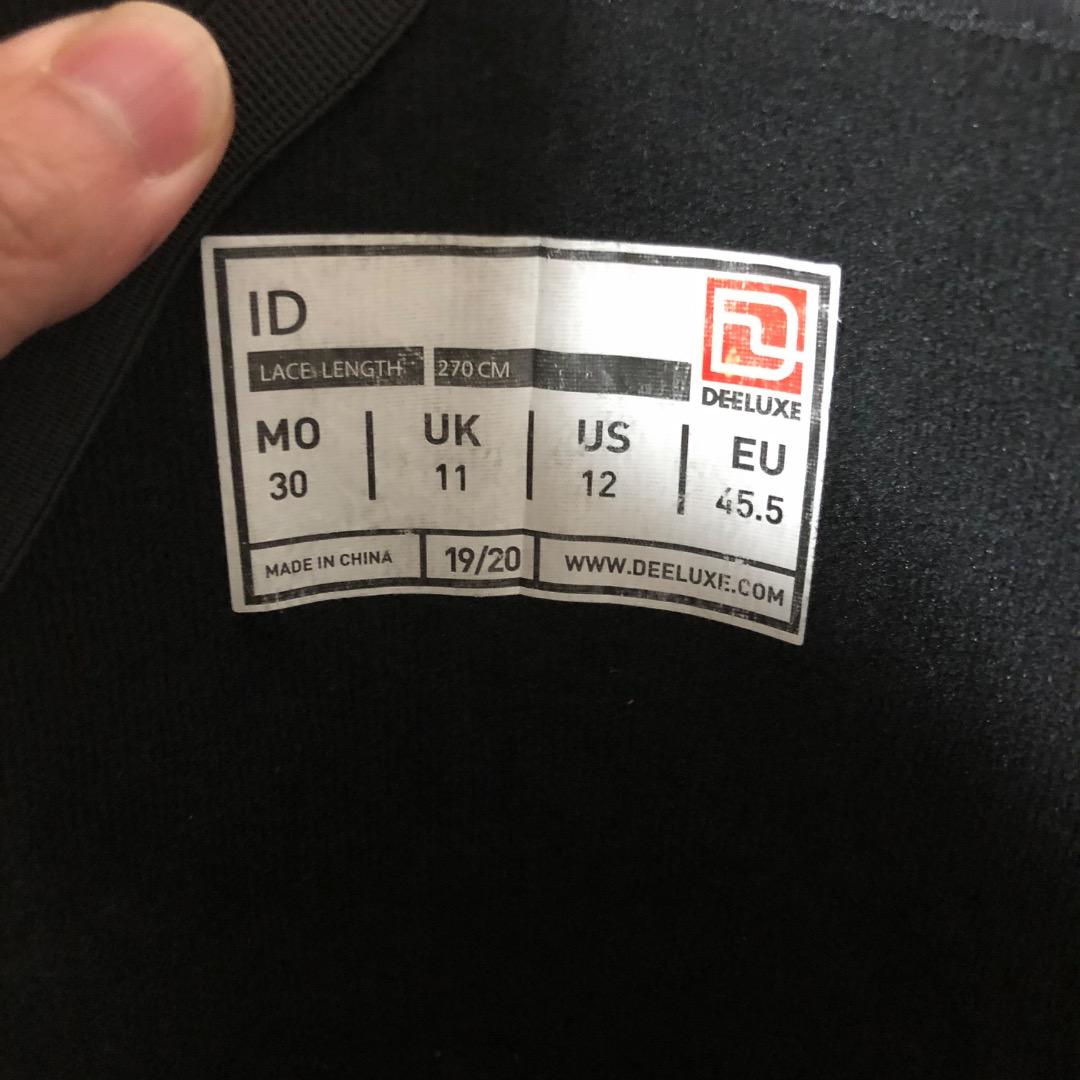 ID
LACE LENGTH 270 CM
DEELUXE
MO UK US EU
30 11 12 45.5
MADE IN CHINA 19/20 WWW.DEELUXE.COM